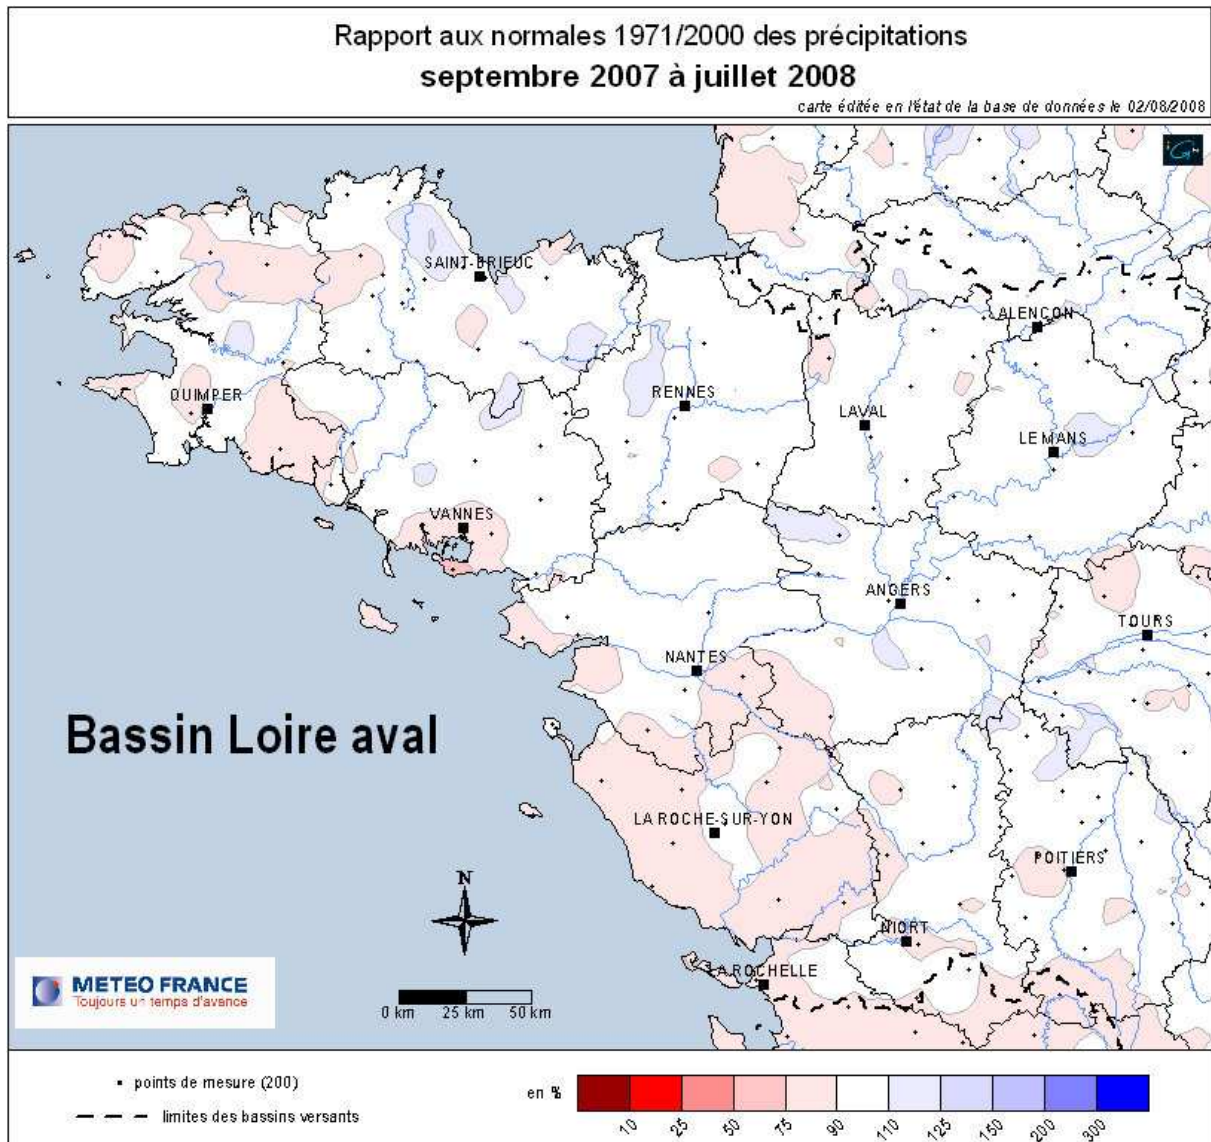 Rapport aux normales 1971/2000 des précipitations
septembre 2007 à juillet 2008
carte éditée en l'état de la base de données le 02/08/2008
SAINT-BRIEUC
ALENCON
QUIMPER
RENNES
LAVAL
LE MANS
VANNES
ANGERS
TOURS
NANTES
Bassin Loire aval
LA ROCHE-SUR-YON
POITIERS
N
NIORT
LA ROCHELLE
METEO FRANCE
Toujours un temps d'avance
0 km 25 km 50 km
points de mesure (200)
limites des bassins versants
en %
10 25 50 75 90 110 125 150 200 300